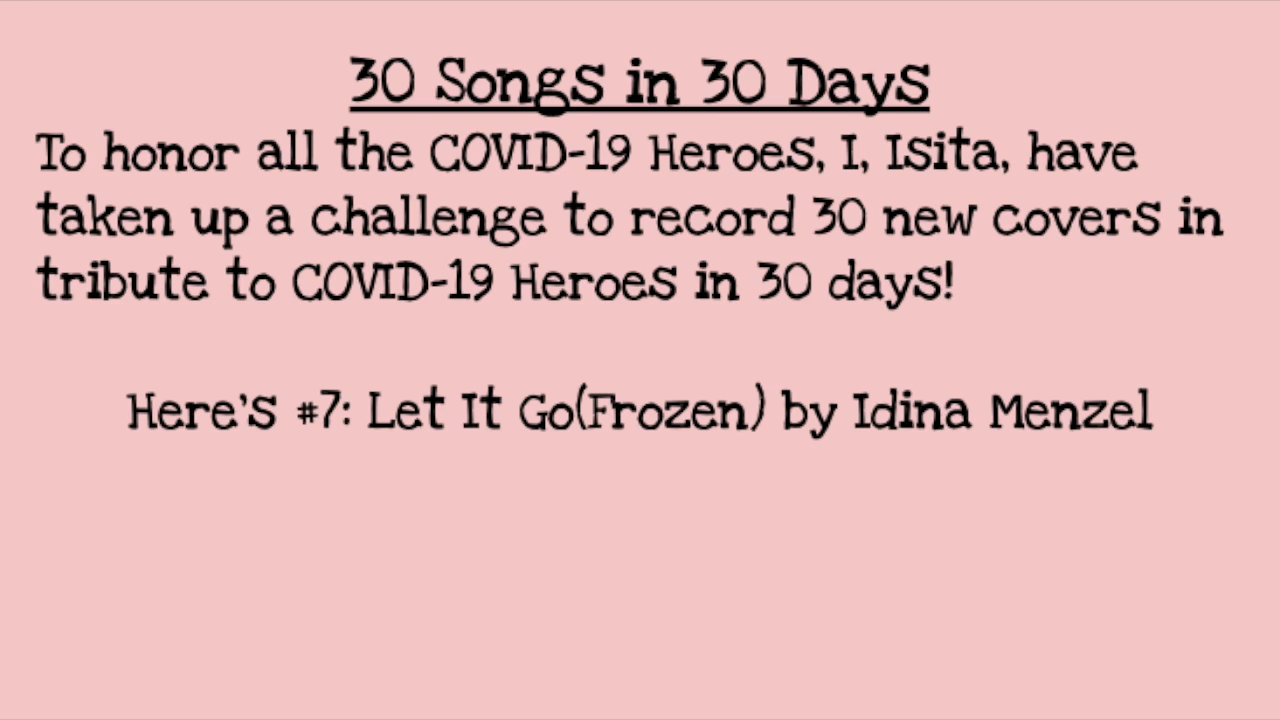 30 Songs in 30 Days
To honor all the COVID-19 Heroes, I, Isita, have
taken up a challenge to record 30 new covers in
tribute to COVID-19 Heroes in 30 days!
Here's #7: Let It Go(Frozen) by Idina Menzel